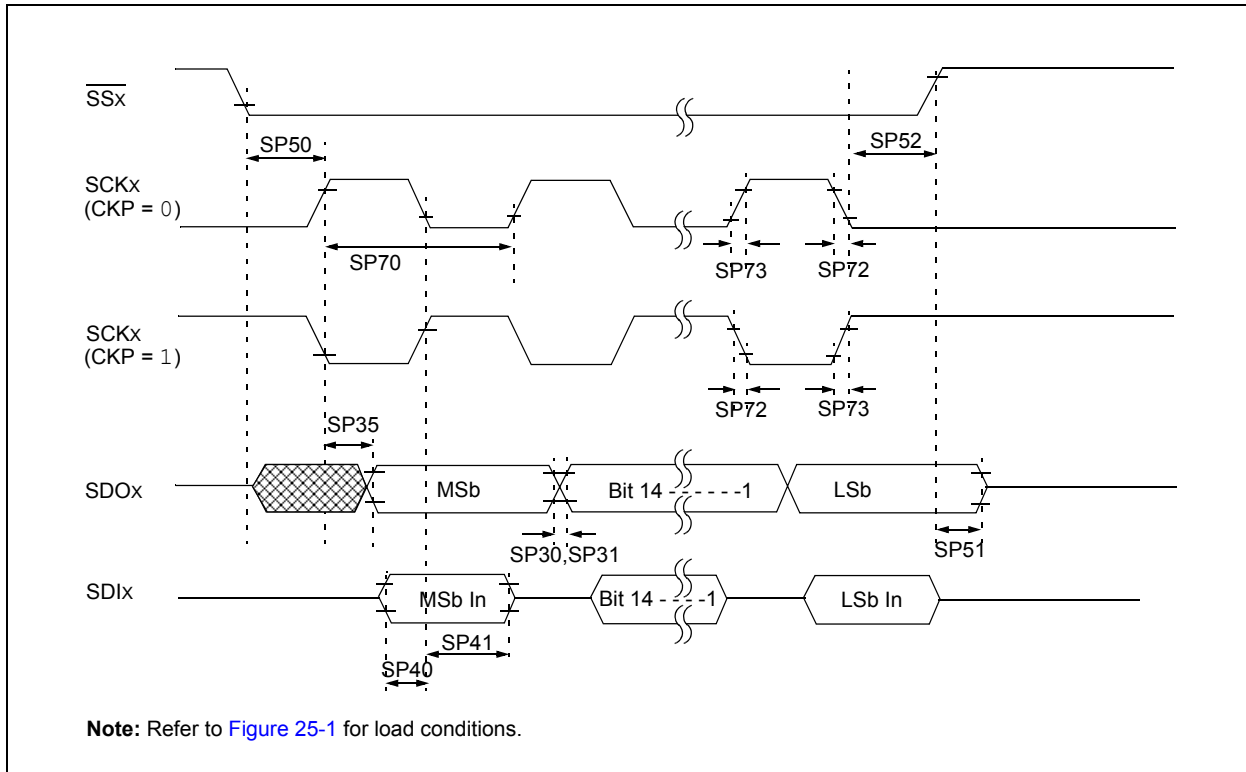 SSx
SP50
SP52
SCKx
(CKP = 0)
SP70
SP73
SP72
SCKx
(CKP = 1)
SP72
SP73
SP35
SDOx
MSb
Bit 14 - - - - - -1
LSb
SP30,SP31
SP51
SDIx
MSb In
Bit 14 - - - -1
LSb In
SP41
SP40
Note: Refer to Figure 25-1 for load conditions.